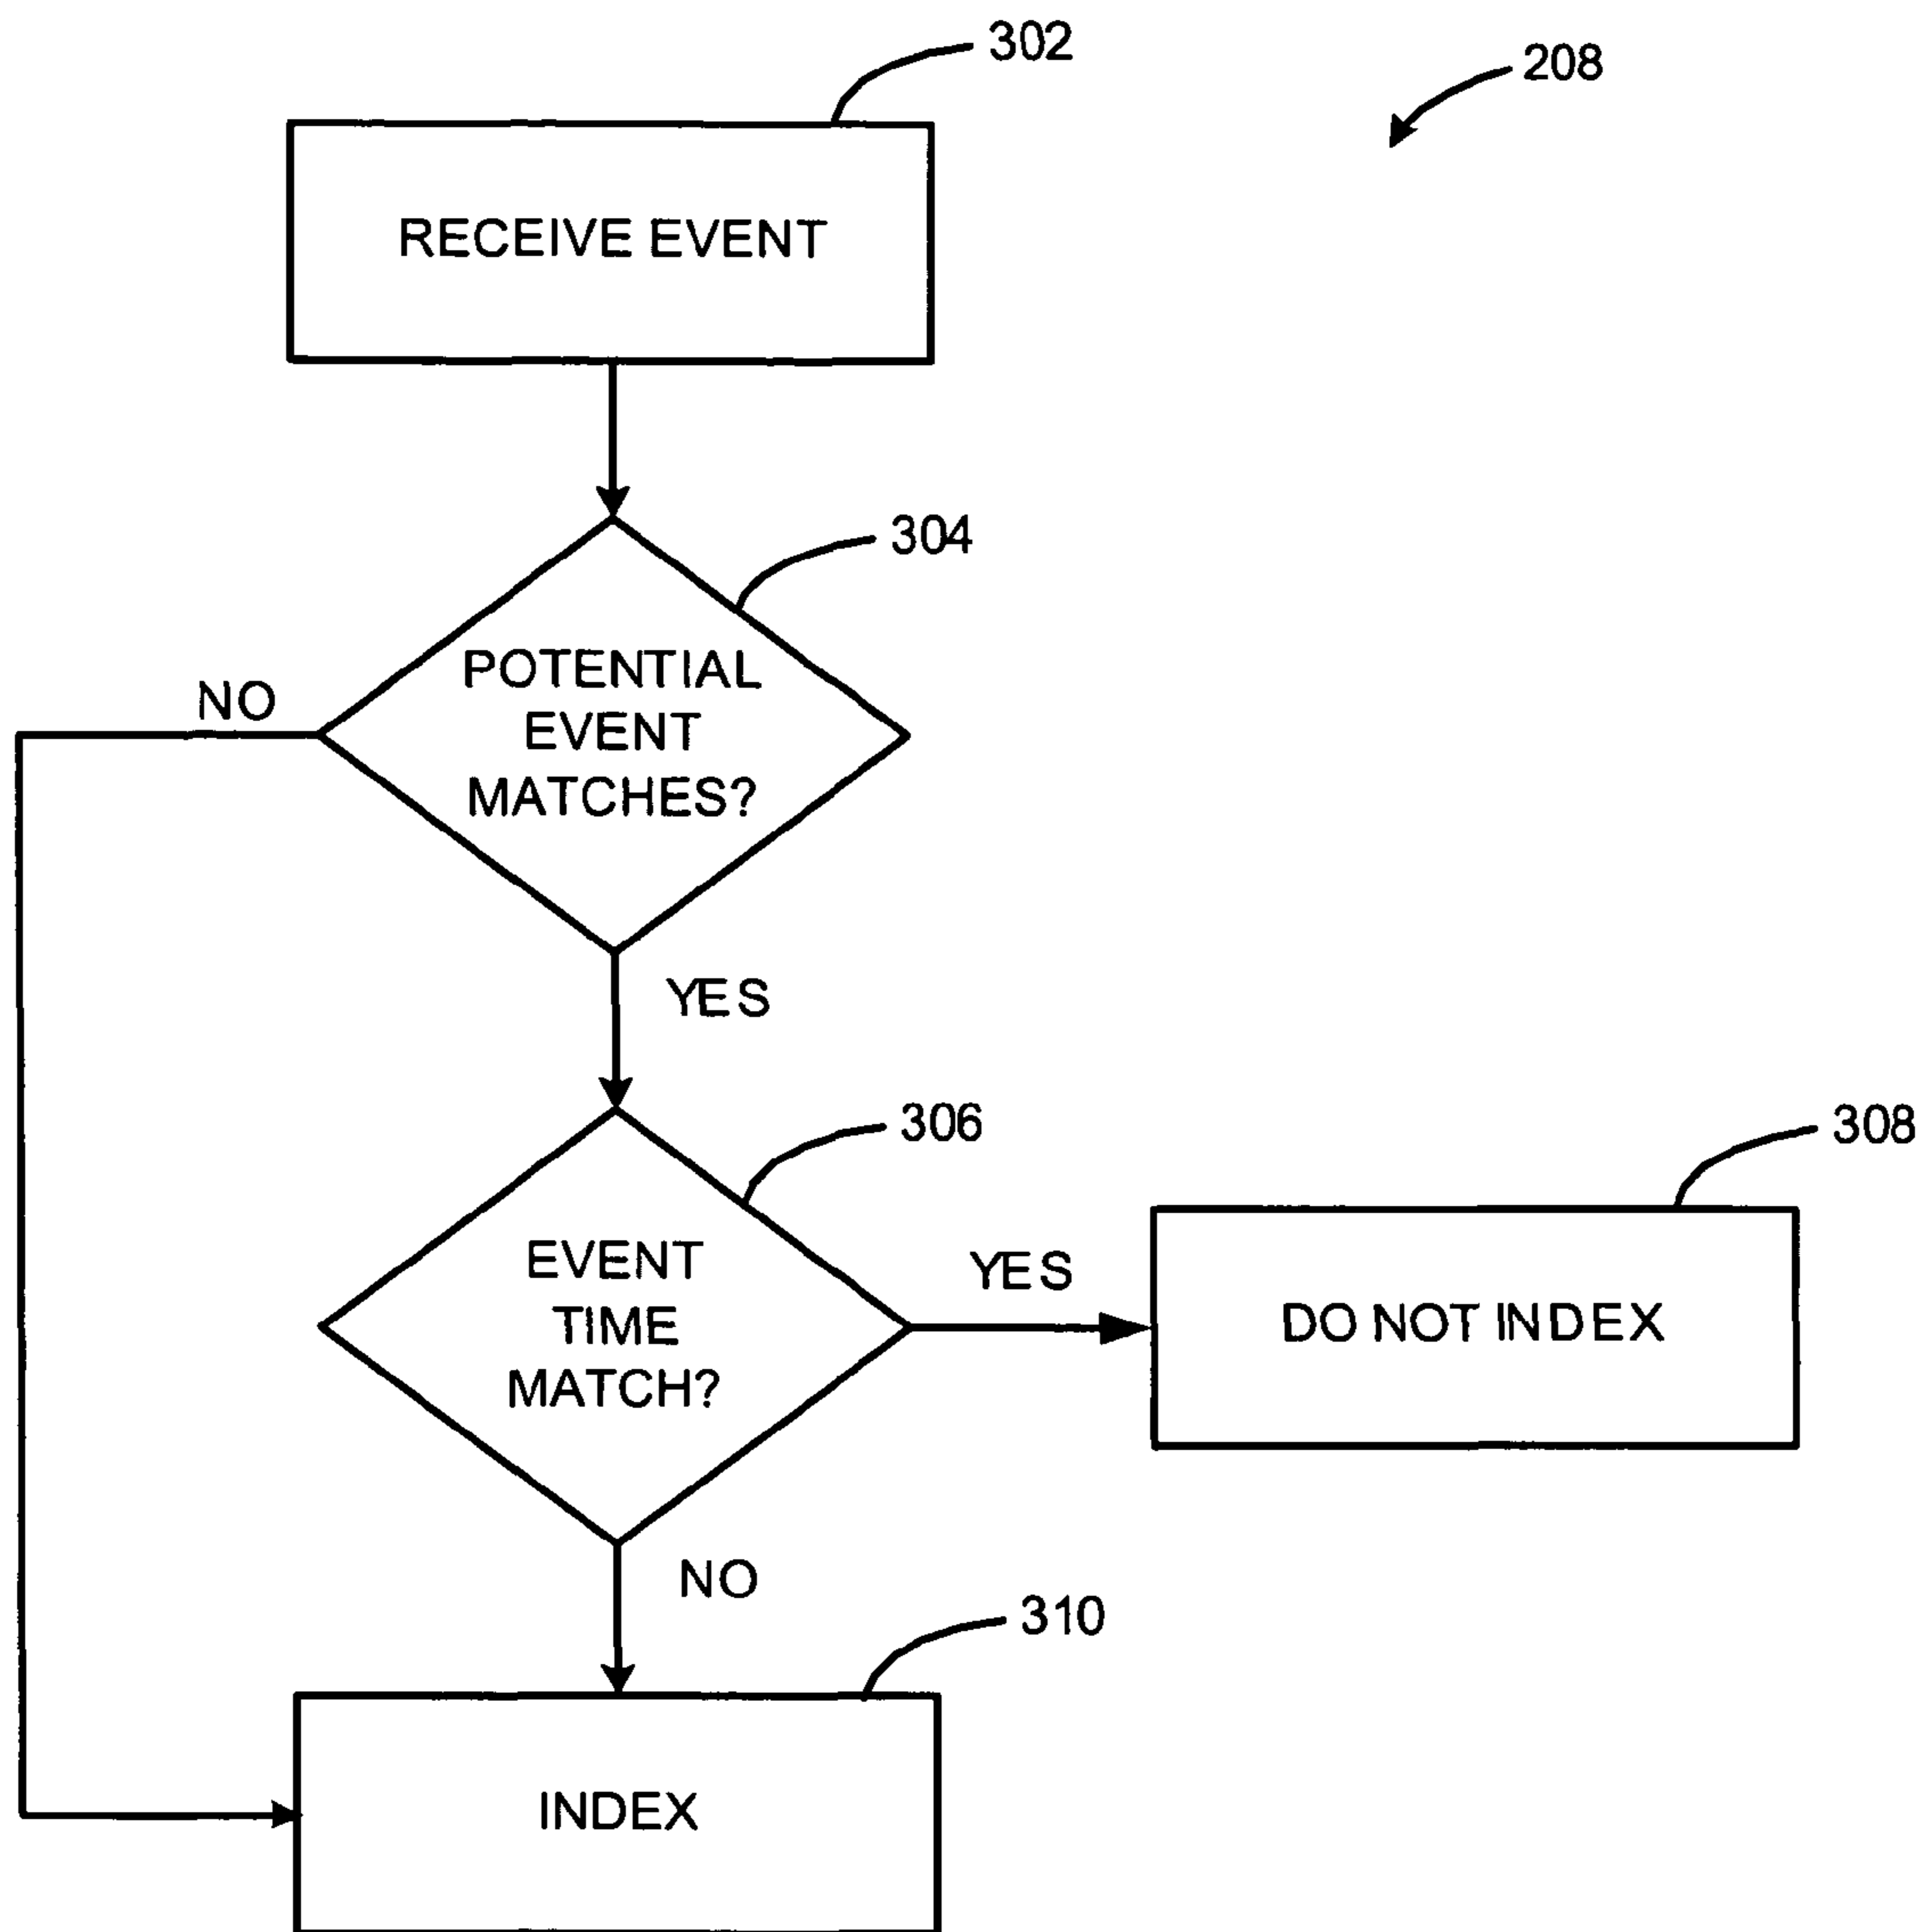 302
208
RECEIVE EVENT
304
POTENTIAL
EVENT
MATCHES?
NO
YES
306
308
EVENT
TIME
MATCH?
YES
DO NOT INDEX
NO
310
INDEX